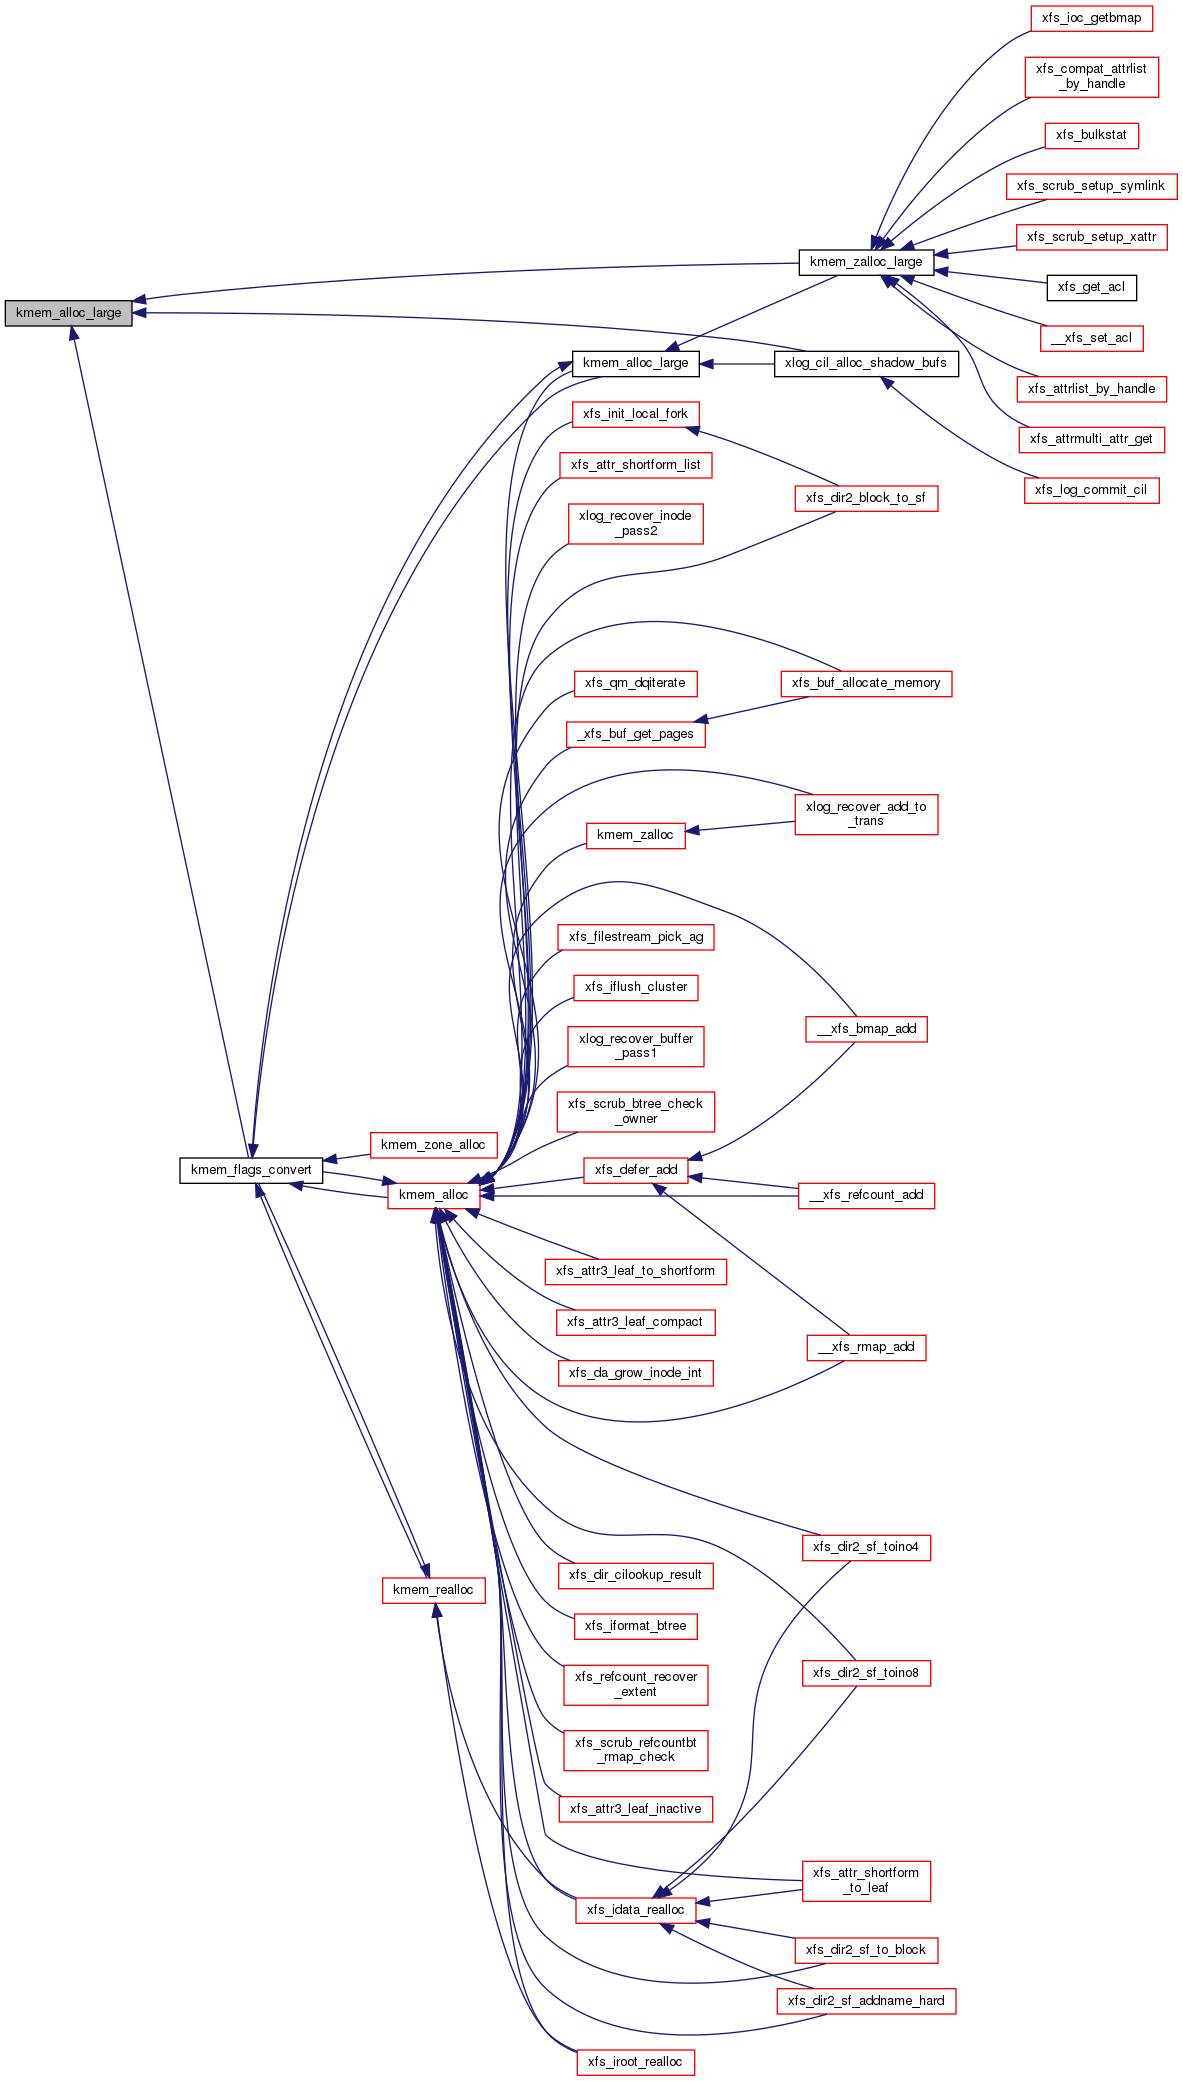 xfs_ioc_getbmap
xfs_compat_attrlist
_by_handle
xfs_bulkstat
xfs_scrub_setup_symlink
xfs_scrub_setup_xattr
kmem_zalloc_large
xfs_get_acl
kmem_alloc_large
__xfs_set_acl
kmem_alloc_large
xlog_cil_alloc_shadow_bufs
xfs_attrlist_by_handle
xfs_init_local_fork
xfs_attrmulti_attr_get
xfs_attr_shortform_list
xfs_log_commit_cil
xfs_dir2_block_to_sf
xlog_recover_inode
_pass2
xfs_qm_dqiterate
xfs_buf_allocate_memory
_xfs_buf_get_pages
xlog_recover_add_to
_trans
kmem_zalloc
xfs_filestream_pick_ag
xfs_iflush_cluster
__xfs_bmap_add
xlog_recover_buffer
_pass1
xfs_scrub_btree_check
_owner
kmem_zone_alloc
kmem_flags_convert
xfs_defer_add
kmem_alloc
__xfs_refcount_add
xfs_attr3_leaf_to_shortform
xfs_attr3_leaf_compact
__xfs_rmap_add
xfs_da_grow_inode_int
xfs_dir2_sf_toino4
xfs_dir_cilookup_result
kmem_realloc
xfs_iformat_btree
xfs_dir2_sf_toino8
xfs_refcount_recover
_extent
xfs_scrub_refcountbt
_rmap_check
xfs_attr3_leaf_inactive
xfs_attr_shortform
_to_leaf
xfs_idata_realloc
xfs_dir2_sf_to_block
xfs_dir2_sf_addname_hard
xfs_iroot_realloc